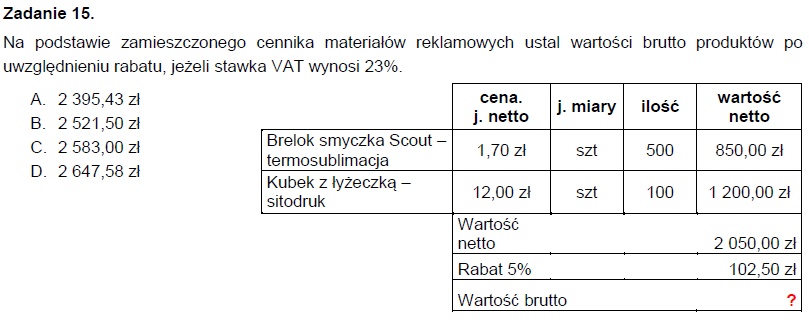 Zadanie 15.
Na podstawie zamieszczonego cennika materiałów reklamowych ustal wartości brutto produktów po
uwzględnieniu rabatu, jeżeli stawka VAT wynosi 23%.
A. 2 395,43 zł
B. 2 521,50 zł
C. 2 583,00 zł
D. 2 647,58 zł
cena.
j. netto
j. miary
ilość
wartość
netto
Brelok smyczka Scout –
termosublimacja
1,70 zł
szt
500
850,00 zł
Kubek z łyżeczką –
sitodruk
12,00 zł
szt
100
1 200,00 zł
Wartość
netto
2 050,00 zł
Rabat 5%
102,50 zł
Wartość brutto
?